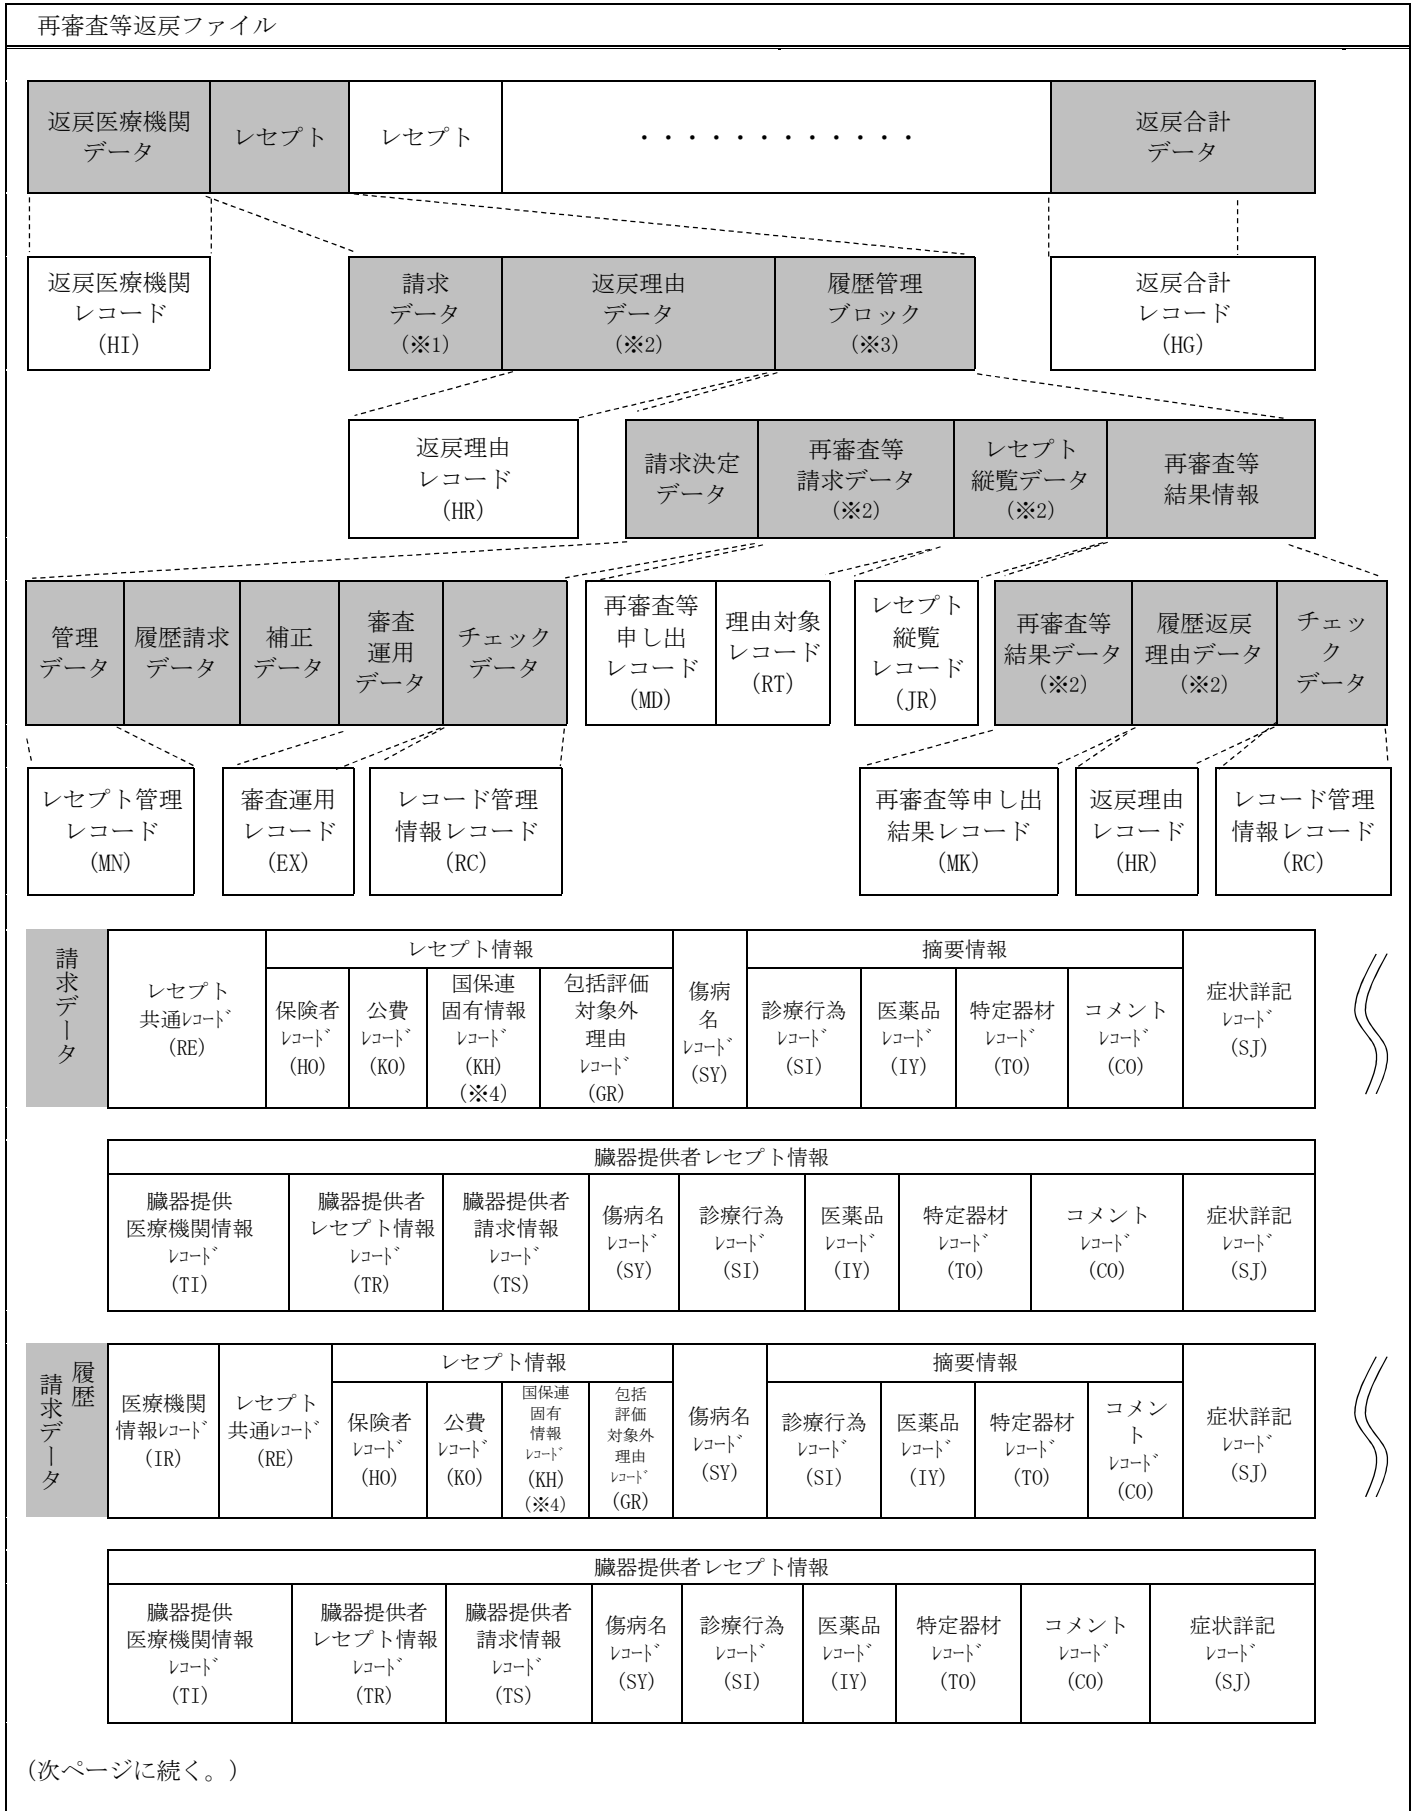 再審査等返戻ファイル
返戻医療機関
データ
レセプト
レセプト
・・・・・・・・・・・・
返戻合計
データ
返戻医療機関
レコード
(HI)
請求
データ
(※1)
返戻理由
データ
(※2)
履歴管理
ブロック
(※3)
返戻合計
レコード
(HG)
返戻理由
レコード
(HR)
請求決定
データ
再審査等
請求データ
(※2)
レセプト
縦覧データ
(※2)
再審査等
結果情報
管理
データ
履歴請求
データ
補正
データ
審査
運用
データ
チェック
データ
再審査等
申し出
レコード
(MD)
理由対象
レコード
(RT)
レセプト
縦覧
レコード
(JR)
再審査等
結果データ
(※2)
履歴返戻
理由データ
(※2)
チェッ
ク
データ
レセプト管理
レコード
(MN)
審査運用
レコード
(EX)
レコード管理
情報レコード
(RC)
再審査等申し出
結果レコード
(MK)
返戻理由
レコード
(HR)
レコード管理
情報レコード
(RC)
請求データ
レセプト
共通ﾚｺｰﾄﾞ
(RE)
レセプト情報
保険者
ﾚｺｰﾄﾞ
(HO)
公費
ﾚｺｰﾄﾞ
(KO)
国保連
固有情報
ﾚｺｰﾄﾞ
(KH)
(※4)
包括評価
対象外
理由
ﾚｺｰﾄﾞ
(GR)
傷病
名
ﾚｺｰﾄﾞ
(SY)
摘要情報
診療行為
ﾚｺｰﾄﾞ
(SI)
医薬品
ﾚｺｰﾄﾞ
(IY)
特定器材
ﾚｺｰﾄﾞ
(TO)
コメント
ﾚｺｰﾄﾞ
(CO)
症状詳記
ﾚｺｰﾄﾞ
(SJ)
臓器提供者レセプト情報
臓器提供
医療機関情報
ﾚｺｰﾄﾞ
(TI)
臓器提供者
レセプト情報
ﾚｺｰﾄﾞ
(TR)
臓器提供者
請求情報
ﾚｺｰﾄﾞ
(TS)
傷病名
ﾚｺｰﾄﾞ
(SY)
診療行為
ﾚｺｰﾄﾞ
(SI)
医薬品
ﾚｺｰﾄﾞ
(IY)
特定器材
ﾚｺｰﾄﾞ
(TO)
コメント
ﾚｺｰﾄﾞ
(CO)
症状詳記
ﾚｺｰﾄﾞ
(SJ)
履歴
請求データ
医療機関
情報ﾚｺｰﾄﾞ
(IR)
レセプト
共通ﾚｺｰﾄﾞ
(RE)
レセプト情報
保険者
ﾚｺｰﾄﾞ
(HO)
公費
ﾚｺｰﾄﾞ
(KO)
国保連
固有
情報
ﾚｺｰﾄﾞ
(KH)
(※4)
包括
評価
対象外
理由
ﾚｺｰﾄﾞ
(GR)
傷病名
ﾚｺｰﾄﾞ
(SY)
摘要情報
診療行為
ﾚｺｰﾄﾞ
(SI)
医薬品
ﾚｺｰﾄﾞ
(IY)
特定器材
ﾚｺｰﾄﾞ
(TO)
コメン
ト
ﾚｺｰﾄﾞ
(CO)
症状詳記
ﾚｺｰﾄﾞ
(SJ)
臓器提供者レセプト情報
臓器提供
医療機関情報
ﾚｺｰﾄﾞ
(TI)
臓器提供者
レセプト情報
ﾚｺｰﾄﾞ
(TR)
臓器提供者
請求情報
ﾚｺｰﾄﾞ
(TS)
傷病名
ﾚｺｰﾄﾞ
(SY)
診療行為
ﾚｺｰﾄﾞ
(SI)
医薬品
ﾚｺｰﾄﾞ
(IY)
特定器材
ﾚｺｰﾄﾞ
(TO)
コメント
ﾚｺｰﾄﾞ
(CO)
症状詳記
ﾚｺｰﾄﾞ
(SJ)
(次ページに続く。)